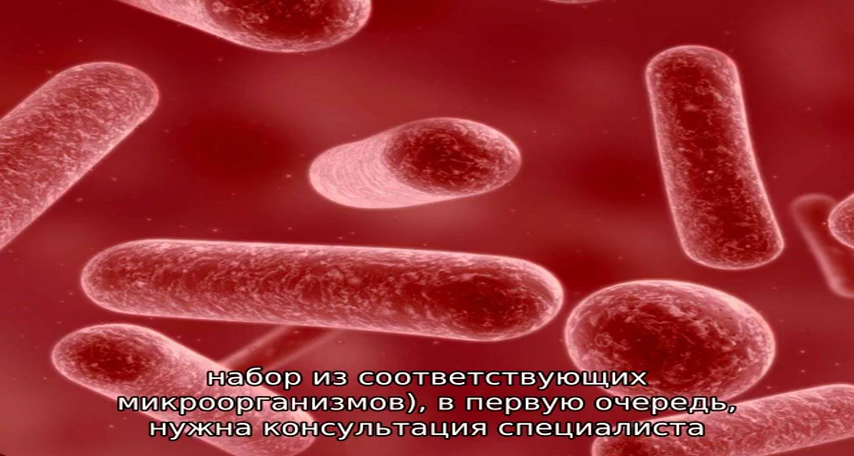 набор из соответствующих
микроорганизмов), в первую очередь,
нужна консультация специалиста